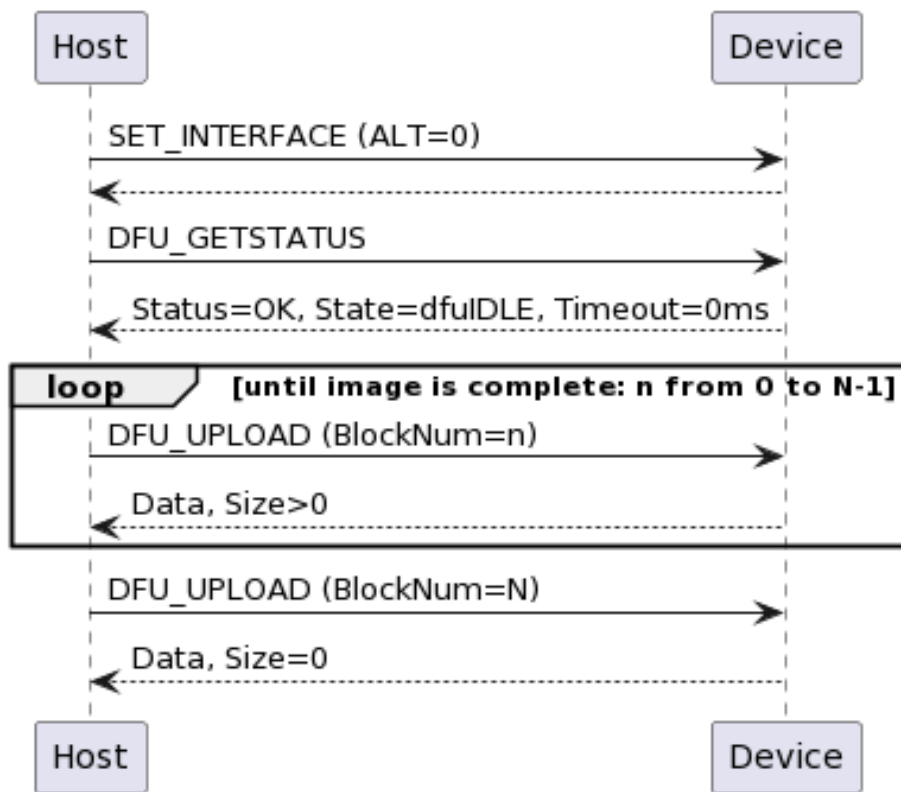 Host Device
SET_INTERFACE (ALT=0)
DFU_GETSTATUS
Status=OK, State=dfuIDLE, Timeout=0ms
loop [until image is complete: n from 0 to N-1]
DFU_UPLOAD (BlockNum=n)
Data, Size>0
DFU_UPLOAD (BlockNum=N)
Data, Size=0
Host Device